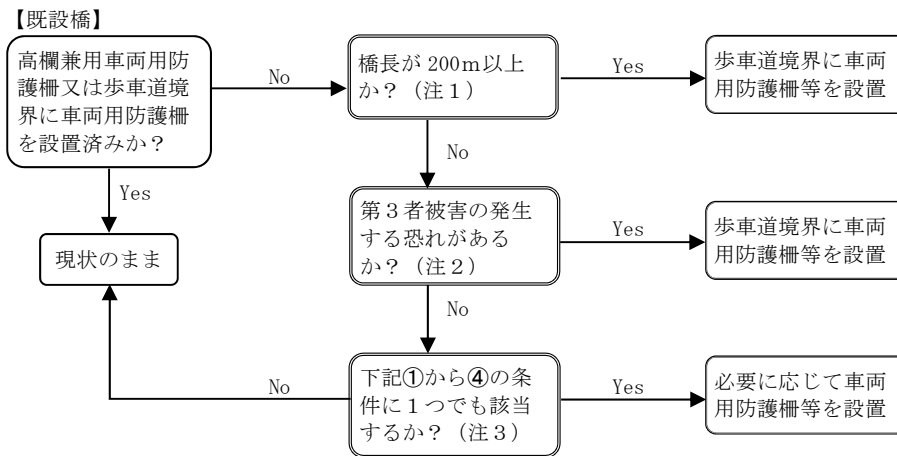 【既設橋】
高欄兼用車両用防
護柵又は歩車道境
界に車両用防護柵
を設置済みか？
No
橋長が 200ｍ以上
か？（注１）
Yes
歩車道境界に車両
用防護柵等を設置
Yes
No
現状のまま
第３者被害の発生
する恐れがある
か？（注２）
Yes
歩車道境界に車両
用防護柵等を設置
No
No
下記①から④の条
件に１つでも該当
するか？（注３）
Yes
必要に応じて車両
用防護柵等を設置